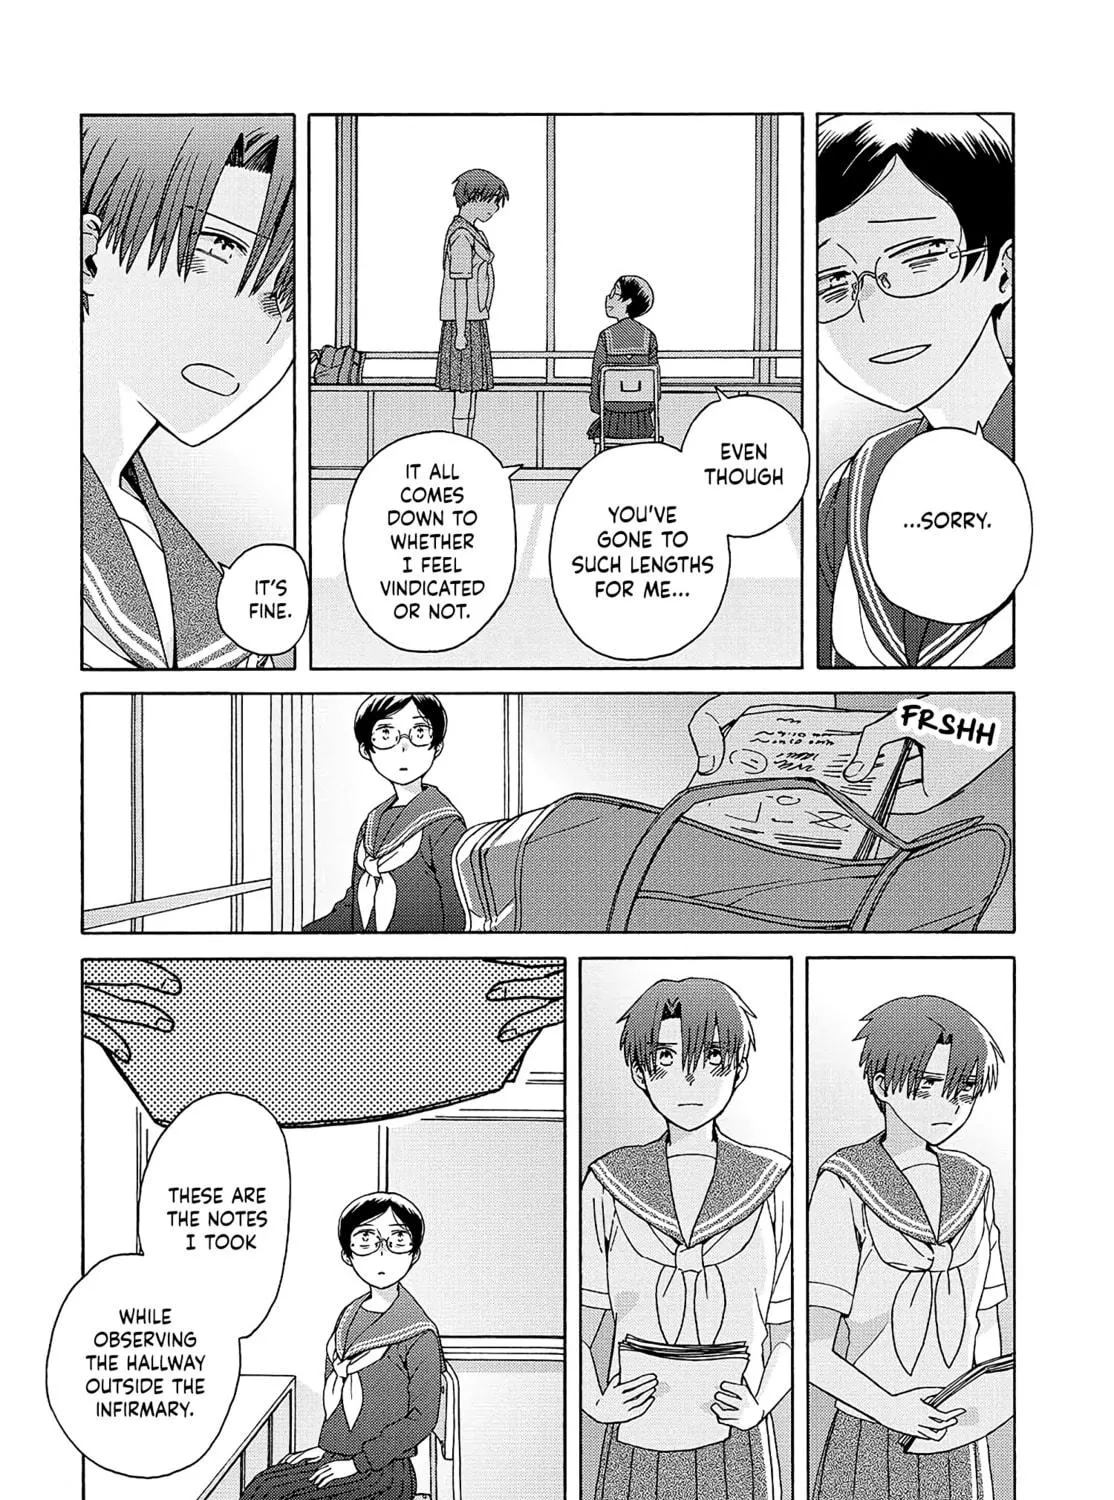 ...SORRY.
EVEN
THOUGH
YOU'VE
GONE TO
SUCH LENGTHS
FOR ME...
IT ALL
COMES
DOWN TO
WHETHER
I FEEL
VINDICATED
OR NOT.
IT'S
FINE.
FRSHH
THESE ARE
THE NOTES
I TOOK
WHILE
OBSERVING
THE HALLWAY
OUTSIDE THE
INFIRMARY.